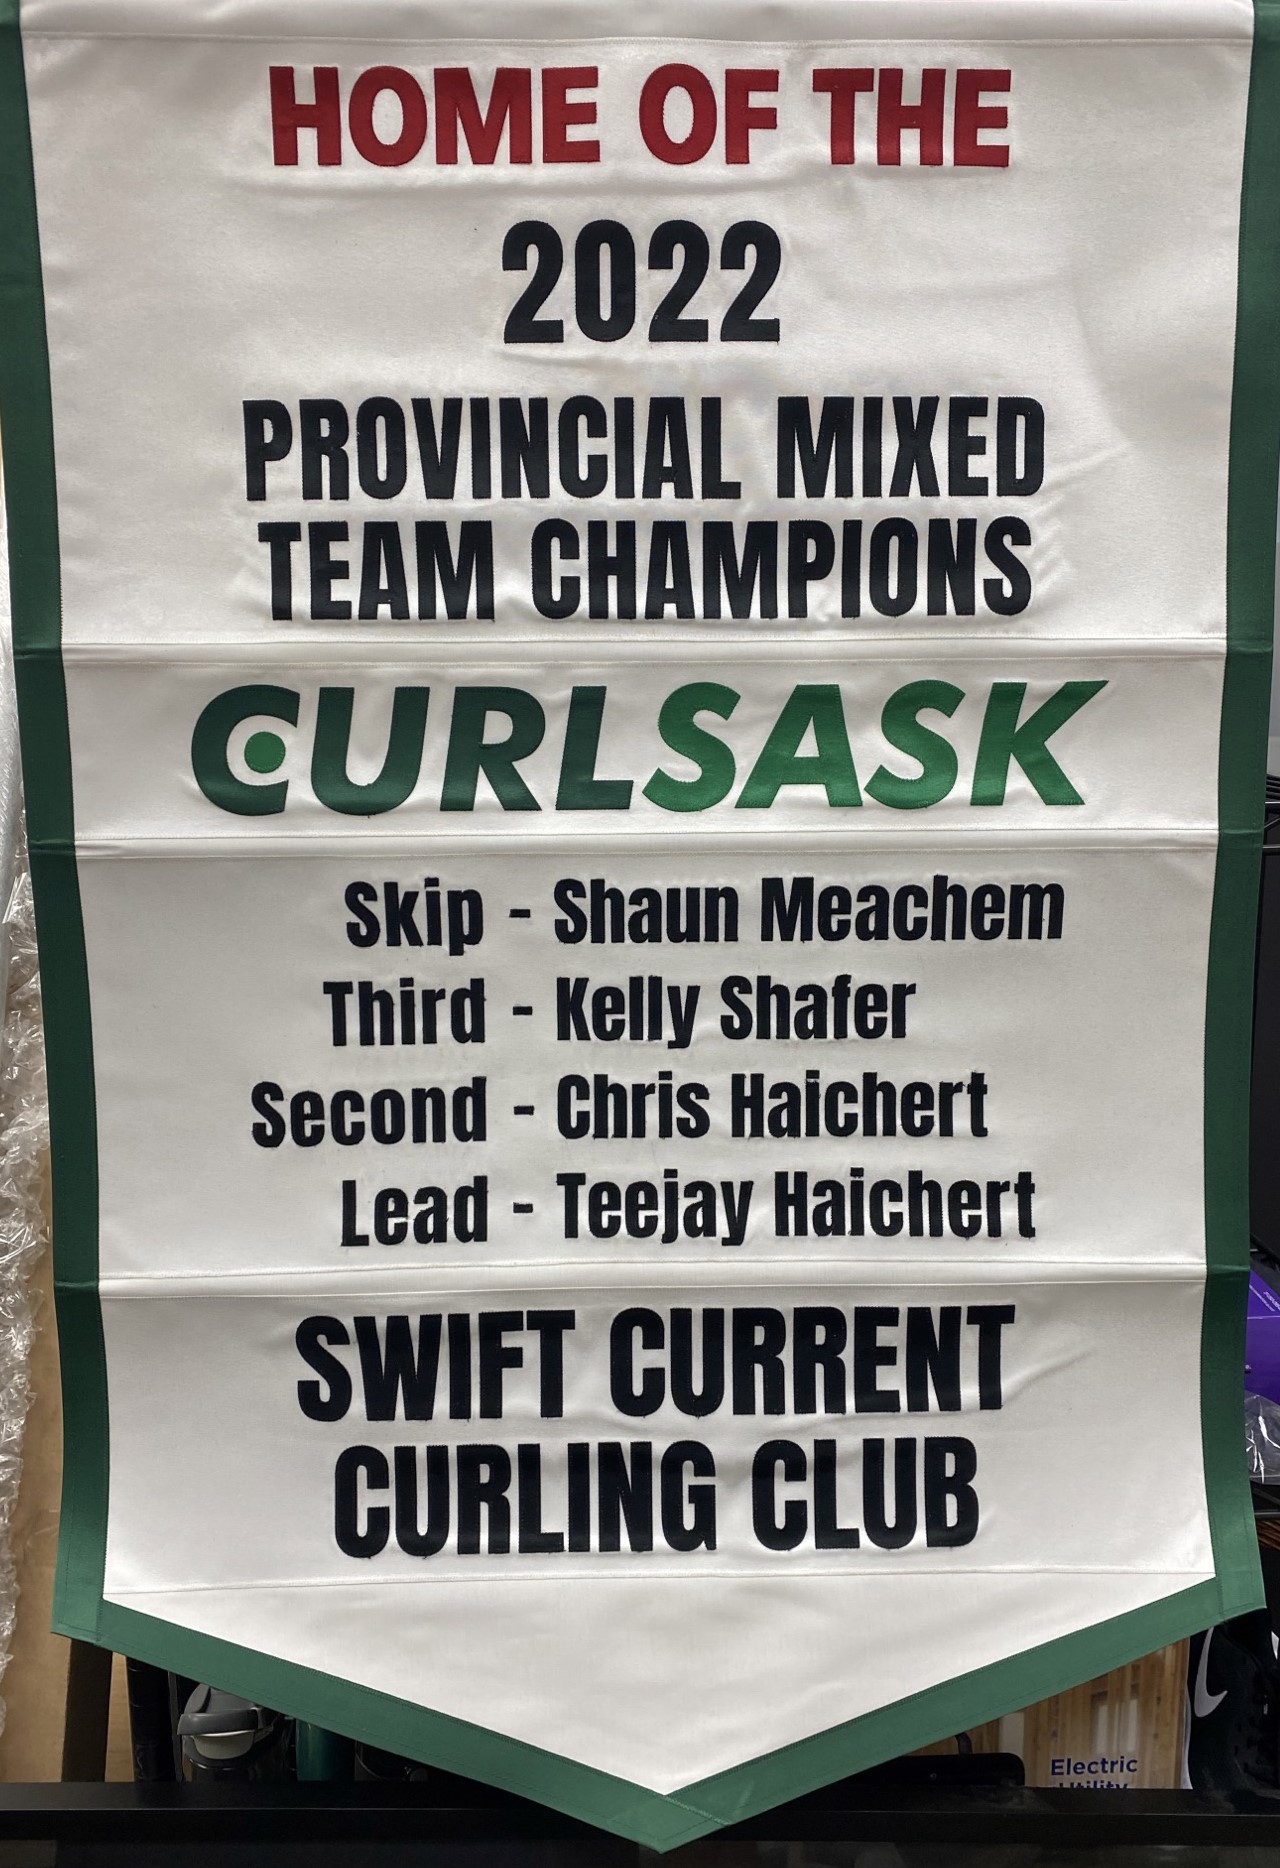 HOME OF THE
2022
PROVINCIAL MIXED
TEAM CHAMPIONS
CURLSASK
Skip - Shaun Meachem
Third - Kelly Shafer
Second - Chris Haichert
Lead - Teejay Haichert
SWIFT CURRENT
CURLING CLUB
Electric
Utility